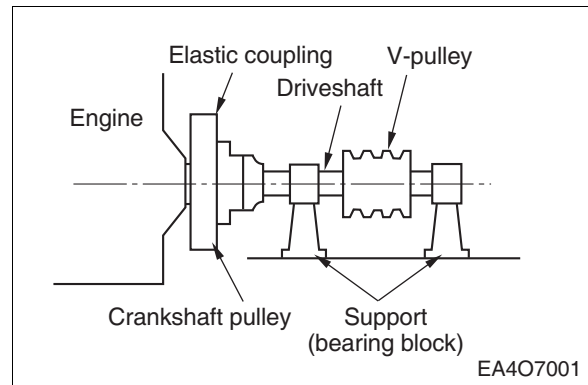 Elastic coupling
V-pulley
Driveshaft
Engine
Crankshaft pulley
Support
(bearing block)
EA4O7001